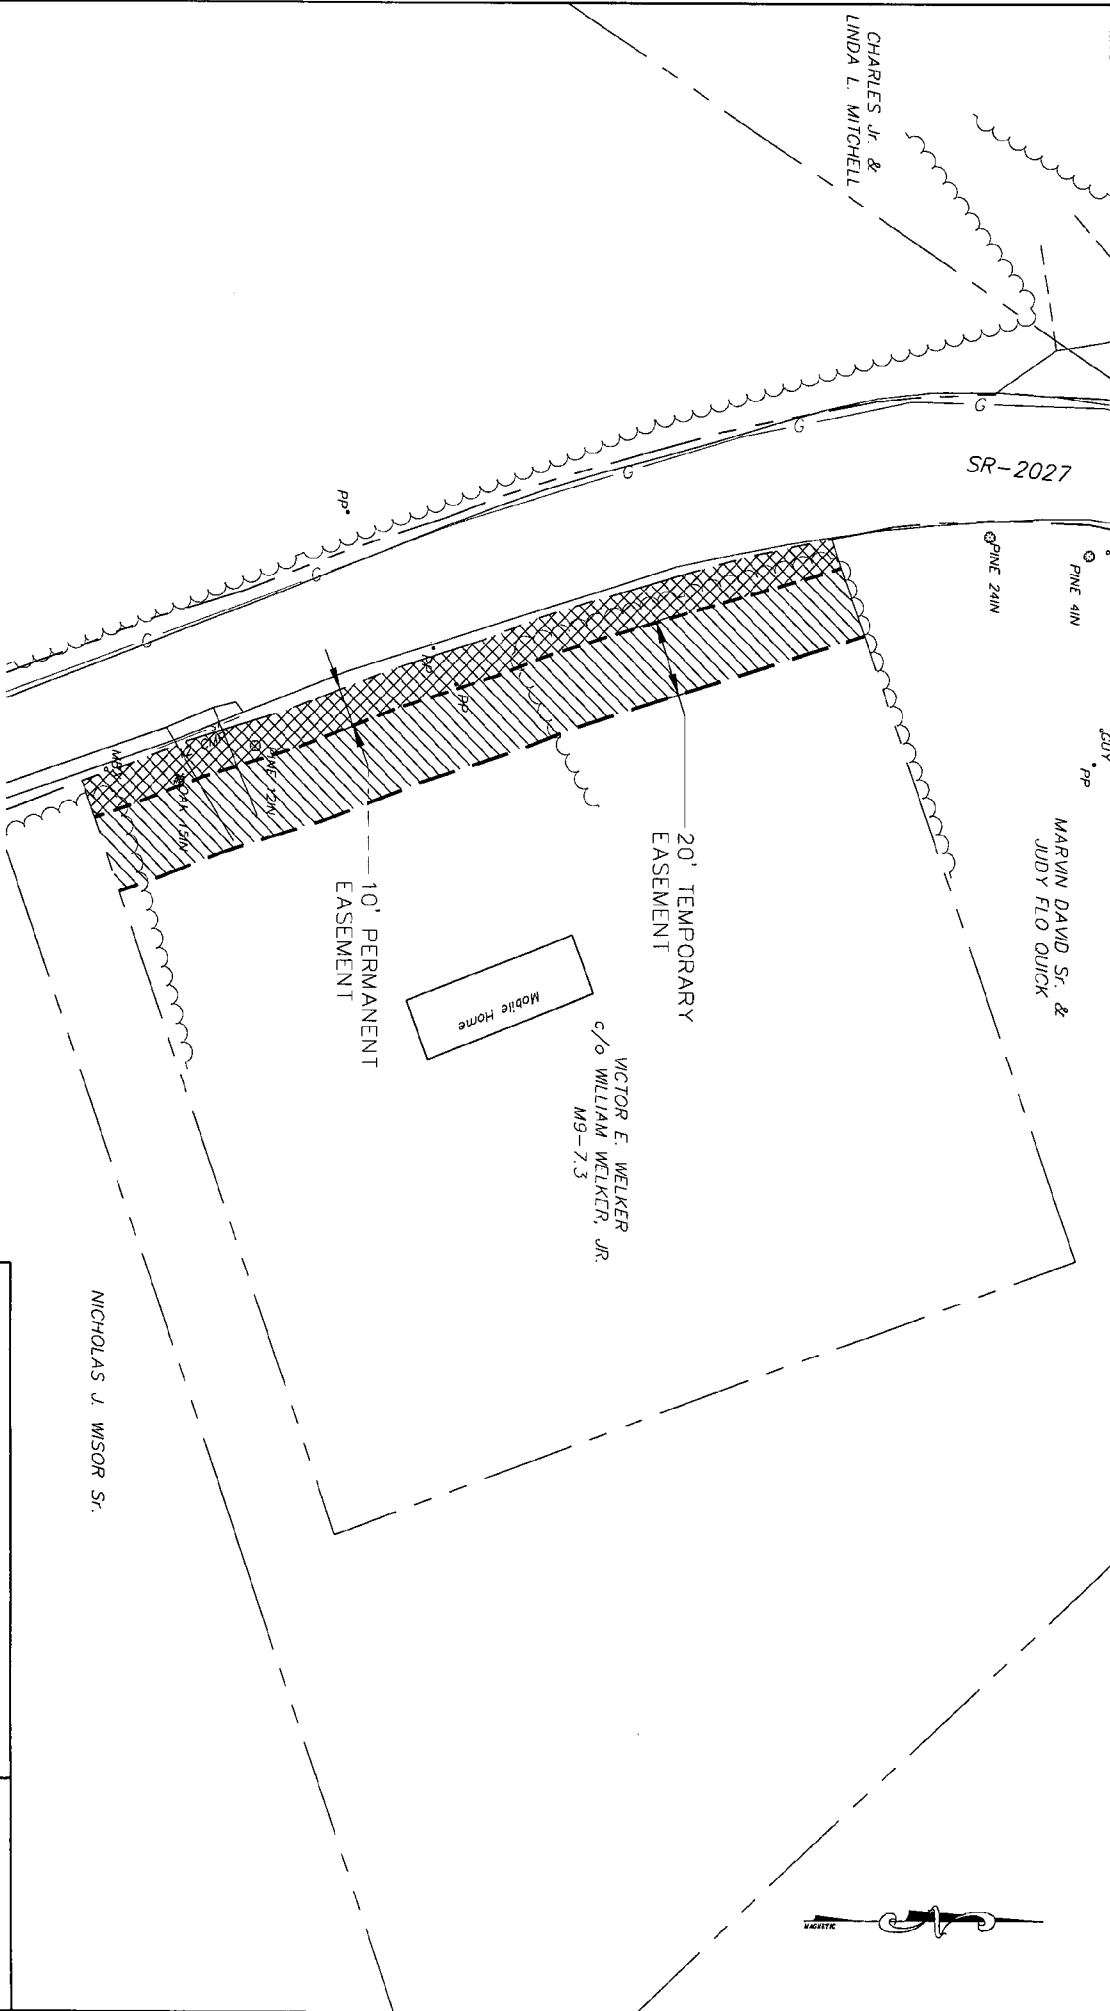 CHARLES Jr. &
LINDA L. MITCHELL
SR-2027
PINE 4IN
PINE 24IN
GUY
PP
MARVIN DAVID Sr. &
JUDY FLO QUICK
G
G
G
G
G
PP
PP
PP
PINE 12IN
OAK 15IN
20' TEMPORARY
EASEMENT
10' PERMANENT
EASEMENT
Mobile Home
VICTOR E. WELKER
c/o WILLIAM WELKER, JR.
M9-7.3
NICHOLAS J. WISOR Sr.
MAGNETIC
N